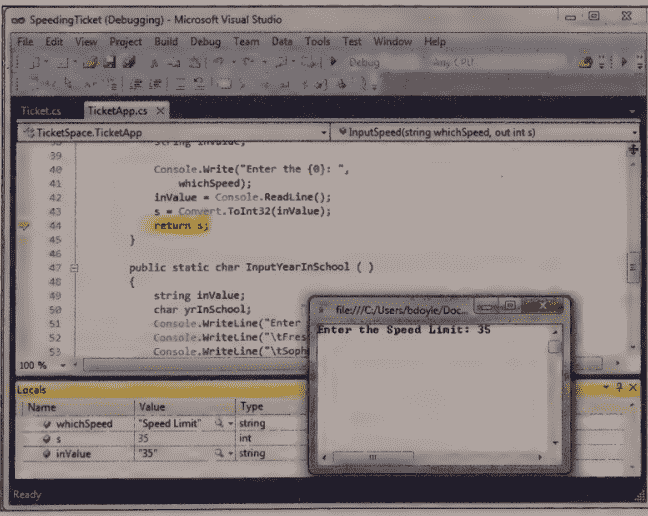 SpeedingTicket (Debugging) - Microsoft Visual Studio
File Edit View Project Build Debug Team Data Tools Test Window Help
Debug Any CPU
Ticket.cs TicketApp.cs X
TicketSpace.TicketApp InputSpeed(string whichSpeed, out int s)
38 string inValue;
39
40 Console.Write("Enter the {0}: ",
41 whichSpeed);
42 inValue = Console.ReadLine();
43 s = Convert.ToInt32(inValue);
44 return s;
45 }
46
47 public static char InputYearInSchool ( )
48 {
49 string inValue;
50 char yrInSchool;
51 Console.WriteLine("Enter
52 Console.WriteLine("\tFres
53 Console.WriteLine("\tSoph
100 %
file:///C:/Users/bdoyle/Doc...
Enter the Speed Limit: 35
Locals
Name Value Type
whichSpeed "Speed Limit" string
s 35 int
inValue "35" string
Ready